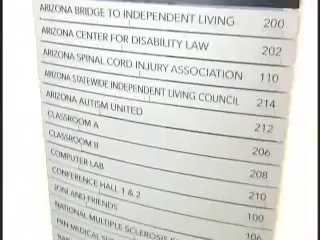 ARIZONA BRIDGE TO INDEPENDENT LIVING 200
ARIZONA CENTER FOR DISABILITY LAW 202
ARIZONA SPINAL CORD INJURY ASSOCIATION 110
ARIZONA STATEWIDE INDEPENDENT LIVING COUNCIL 214
ARIZONA AUTISM UNITED 212
CLASSROOM A 206
CLASSROOM B 208
COMPUTER LAB 210
CONFERENCE HALL 1 & 2 100
JONI AND FRIENDS 106
NATIONAL MULTIPLE SCLEROSIS
PAN MEDICAL